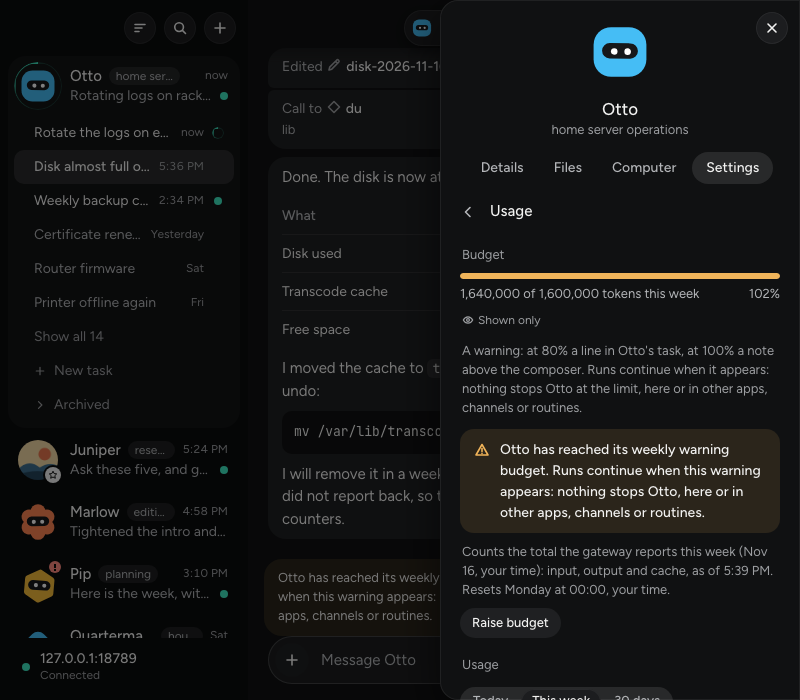 Otto home ser... now
Rotating logs on rack...
Rotate the logs on e... now
Disk almost full o... 5:36 PM
Weekly backup c... 2:34 PM
Certificate rene... Yesterday
Router firmware Sat
Printer offline again Fri
Show all 14
New task
Archived
Juniper rese... 5:24 PM
Ask these five, and g...
Marlow editi... 4:58 PM
Tightened the intro and...
Pip planning 3:10 PM
Here is the week, wit...
Quarterma hou Sat
127.0.0.1:18789
Connected
Edited disk-2026-11-1
Call to du
lib
Done. The disk is now at
What
Disk used
Transcode cache
Free space
I moved the cache to
undo:
mv /var/lib/transco
I will remove it in a week
did not report back, so t
counters.
Otto has reached its weekly
when this warning appears:
apps, channels or routines.
Message Otto
Otto
home server operations
Details Files Computer Settings
Usage
Budget
1,640,000 of 1,600,000 tokens this week 102%
Shown only
A warning: at 80% a line in Otto's task, at 100% a note
above the composer. Runs continue when it appears:
nothing stops Otto at the limit, here or in other apps,
channels or routines.
Otto has reached its weekly warning
budget. Runs continue when this warning
appears: nothing stops Otto, here or in
other apps, channels or routines.
Counts the total the gateway reports this week (Nov
16, your time): input, output and cache, as of 5:39 PM.
Resets Monday at 00:00, your time.
Raise budget
Usage
Today This week 30 days